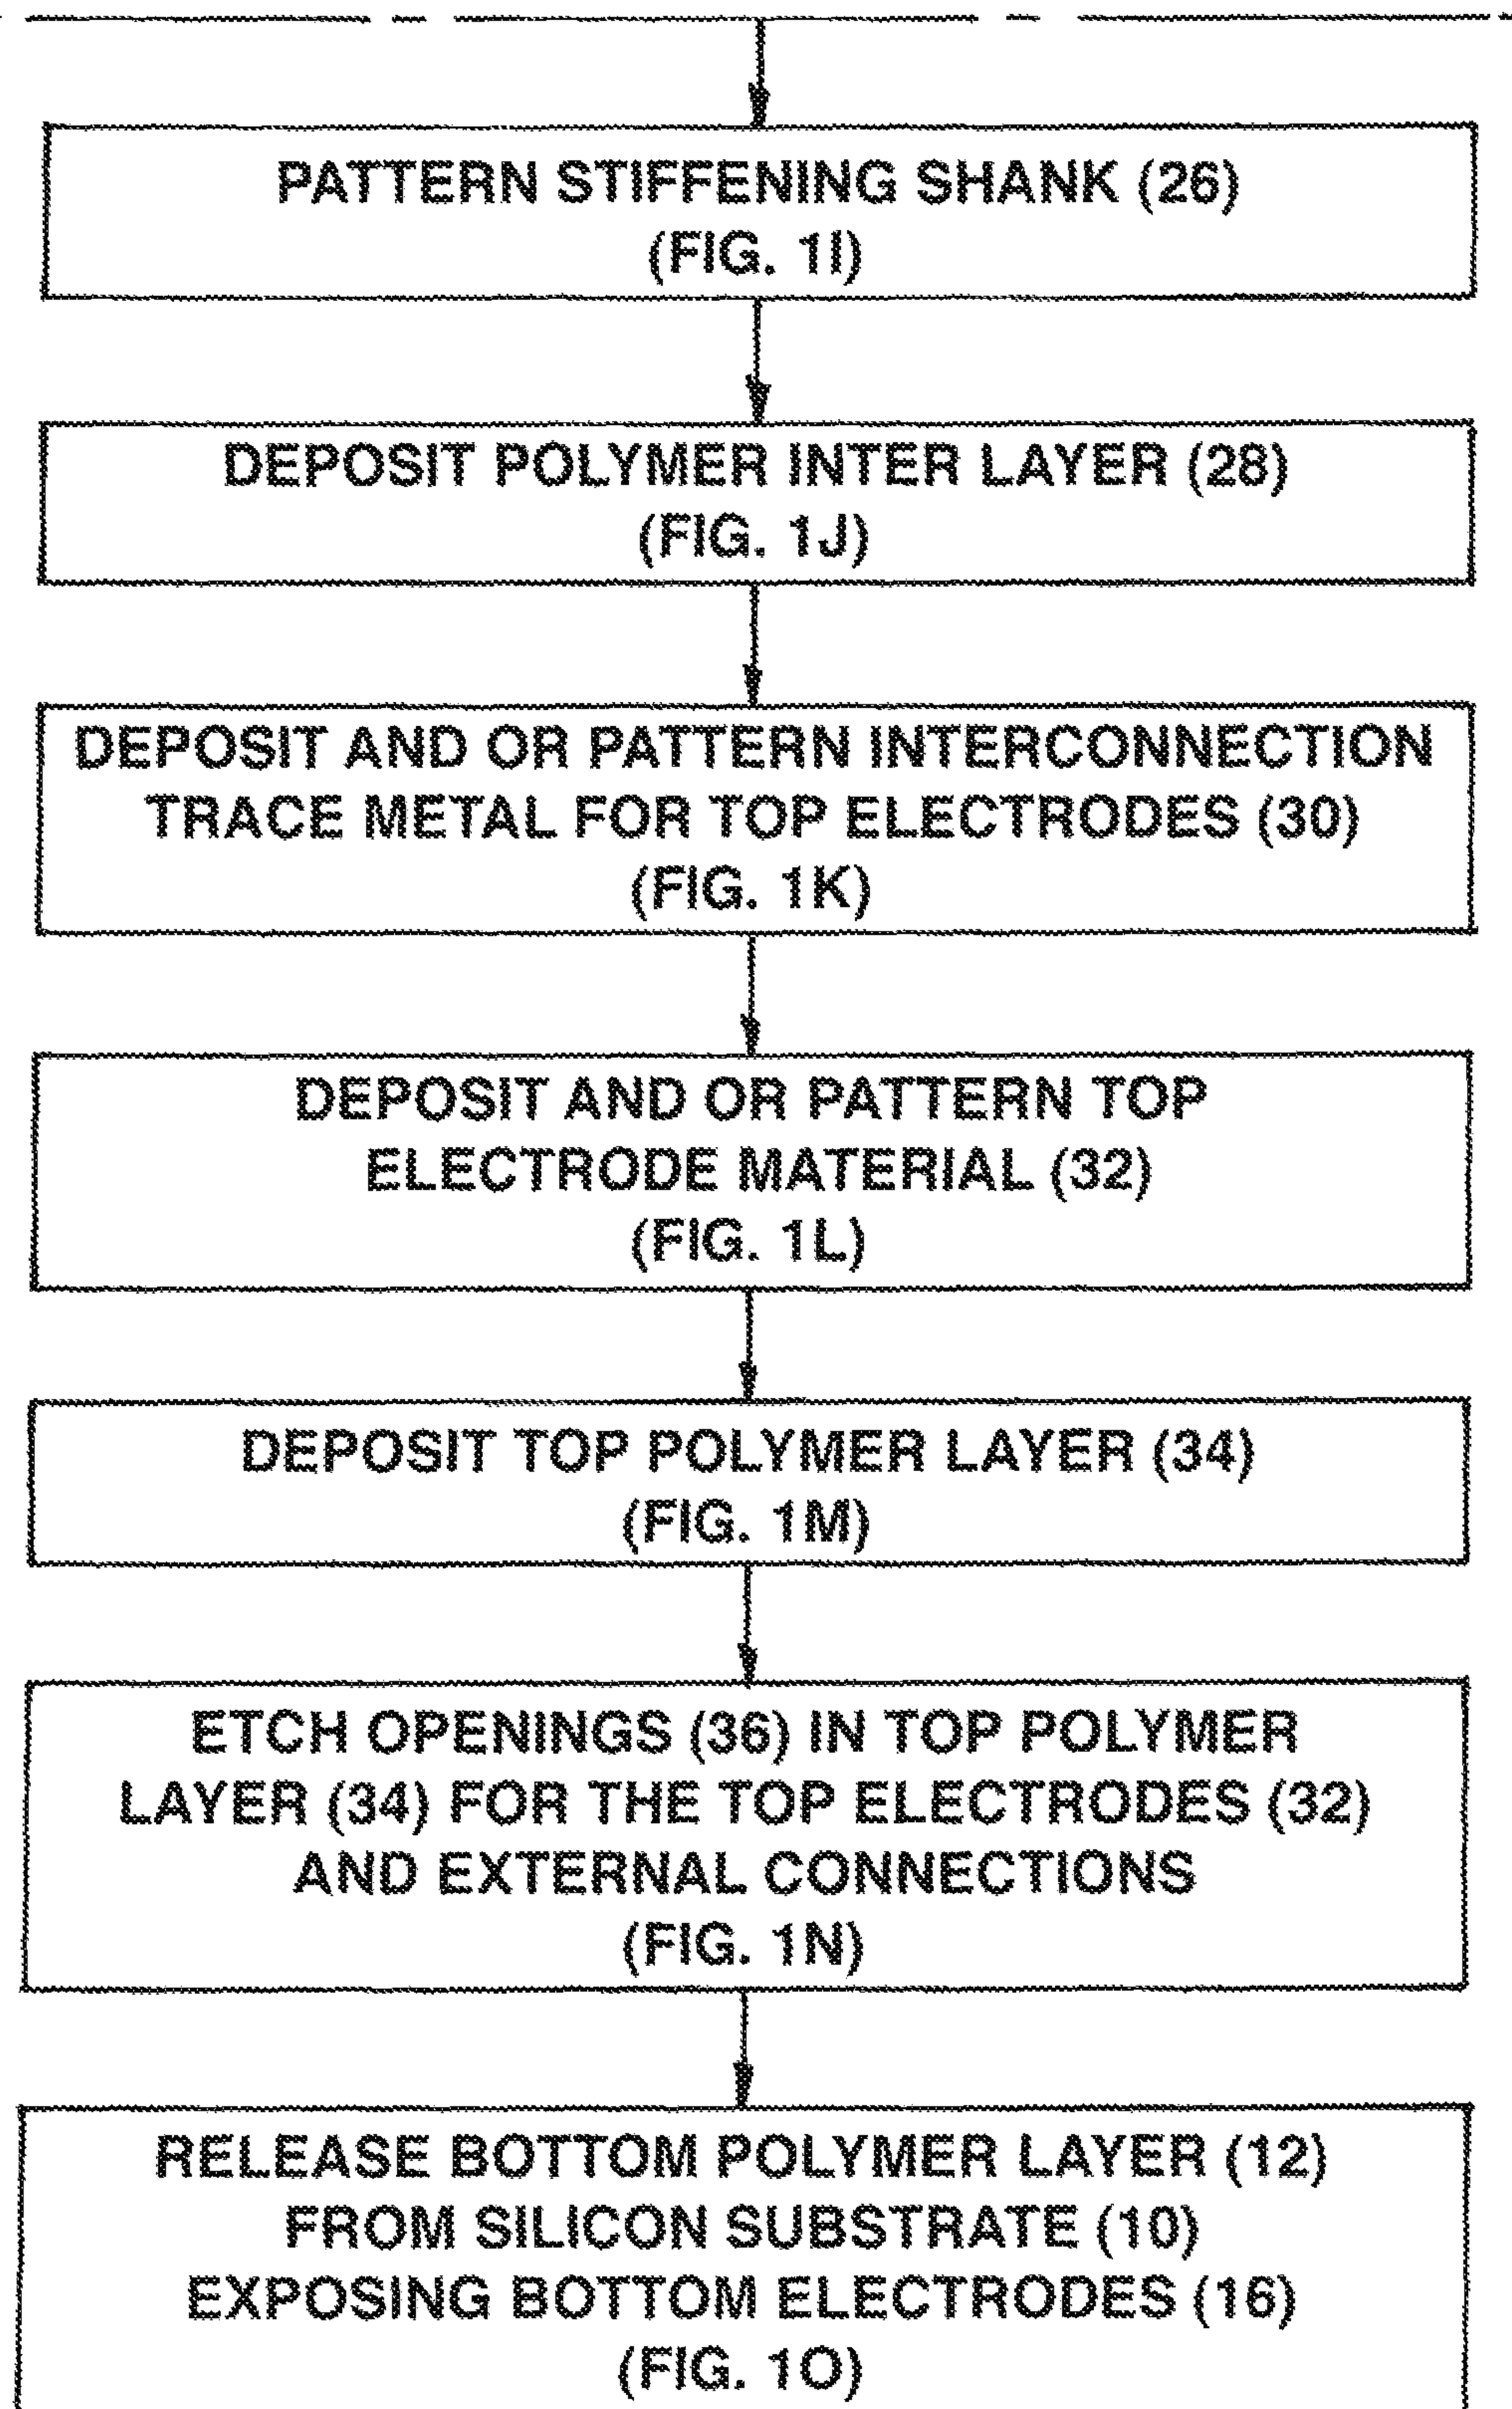 PATTERN STIFFENING SHANK (26)
(FIG. 1I)
DEPOSIT POLYMER INTER LAYER (28)
(FIG. 1J)
DEPOSIT AND OR PATTERN INTERCONNECTION
TRACE METAL FOR TOP ELECTRODES (30)
(FIG. 1K)
DEPOSIT AND OR PATTERN TOP
ELECTRODE MATERIAL (32)
(FIG. 1L)
DEPOSIT TOP POLYMER LAYER (34)
(FIG. 1M)
ETCH OPENINGS (36) IN TOP POLYMER
LAYER (34) FOR THE TOP ELECTRODES (32)
AND EXTERNAL CONNECTIONS
(FIG. 1N)
RELEASE BOTTOM POLYMER LAYER (12)
FROM SILICON SUBSTRATE (10)
EXPOSING BOTTOM ELECTRODES (16)
(FIG. 1O)